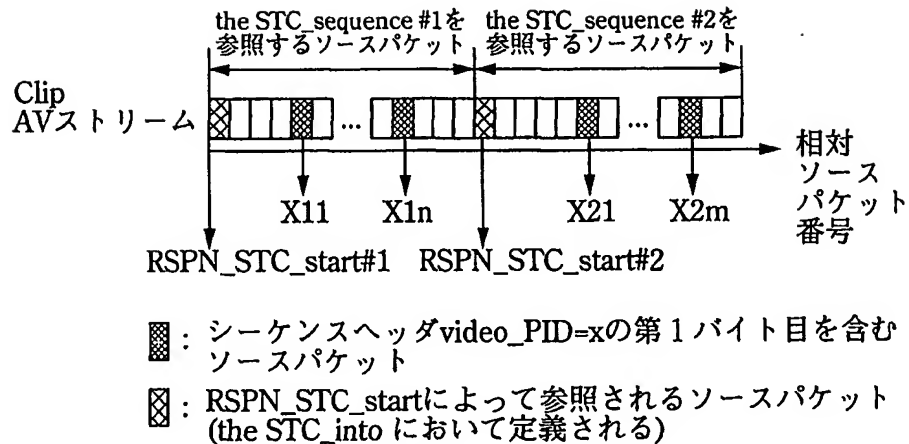 the STC_sequence #1を
参照するソースパケット
the STC_sequence #2を
参照するソースパケット
Clip
AVストリーム
...
...
相対
ソース
パケット
番号
X11
X1n
X21
X2m
RSPN_STC_start#1
RSPN_STC_start#2
: シーケンスヘッダvideo_PID=xの第1バイト目を含む
ソースパケット
: RSPN_STC_startによって参照されるソースパケット
(the STC_into において定義される)